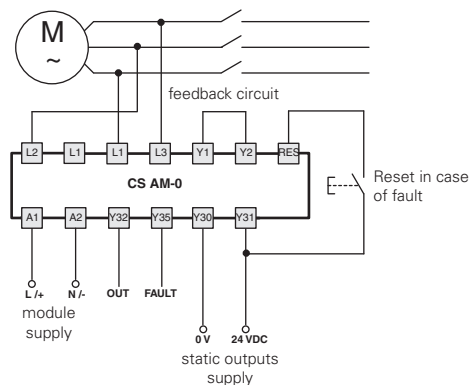 M
~
feedback circuit
L2 L1 L1 L3 Y1 Y2 RES
CS AM-0
Reset in case
of fault
A1 A2 Y32 Y35 Y30 Y31
L /+ N /- OUT FAULT
module
supply
0 V 24 VDC
static outputs
supply